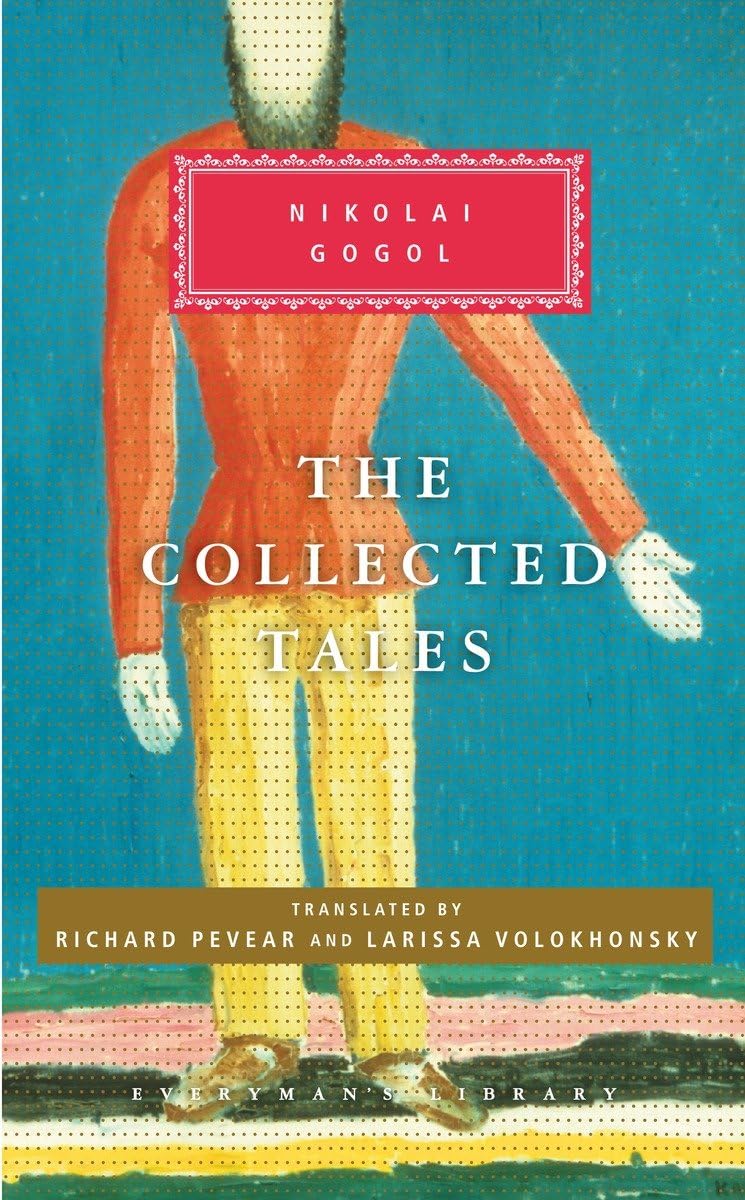 NIKOLAI
GOGOL
THE
COLLECTED
TALES
TRANSLATED BY
RICHARD PEVEAR AND LARISSA VOLOKHONSKY
EVERYMAN'S LIBRARY